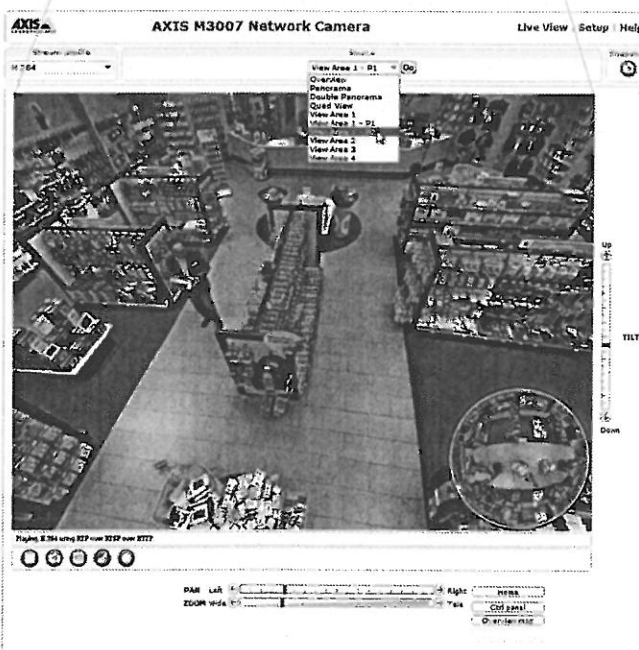 AXIS
AXIS M3007 Network Camera
Live View
Setup
Help
Stream profile
Source
Snapshot
H.264
View Area 1 - P1
Go
Overview
Panorama
Double Panorama
Quad View
View Area 1
View Area 1 - P1
View Area 2
View Area 3
View Area 4
Up
TILT
Down
Playing H.264 using RTP over RTSP over HTTP
PAN Left
Right
Home
ZOOM Wide
Tele
Ctrl panel
Overview map